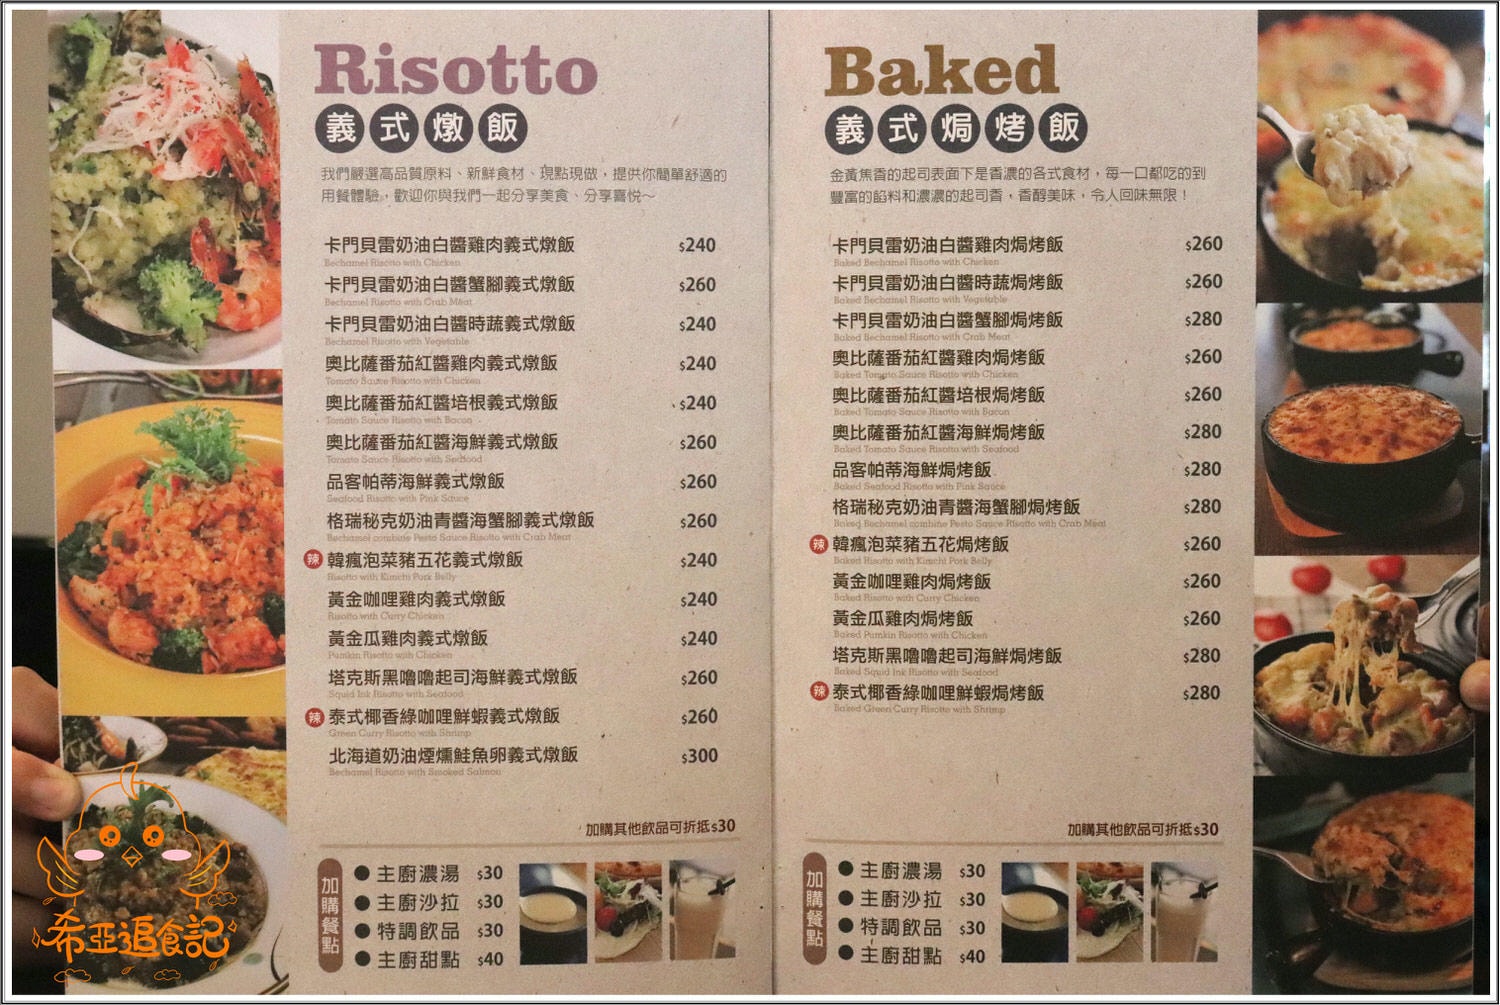 Risotto
義式燉飯
我們嚴選高品質原料、新鮮食材、現點現做，提供你簡單舒適的
用餐體驗，歡迎你與我們一起分享美食、分享喜悅～
卡門貝雷奶油白醬雞肉義式燉飯 $240
Bechamel Risotto with Chicken
卡門貝雷奶油白醬蟹腳義式燉飯 $260
Bechamel Risotto with Crab Meat
卡門貝雷奶油白醬時蔬義式燉飯 $240
Bechamel Risotto with Vegetable
奧比薩番茄紅醬雞肉義式燉飯 $240
Tomato Sauce Risotto with Chicken
奧比薩番茄紅醬培根義式燉飯 $240
Tomato Sauce Risotto with Bacon
奧比薩番茄紅醬海鮮義式燉飯 $260
Tomato Sauce Risotto with Seafood
品客帕蒂海鮮義式燉飯 $260
Seafood Risotto with Pink Sauce
格瑞秘克奶油青醬海蟹腳義式燉飯 $260
Bechamel combine Pesto Sauce Risotto with Crab Meat
辣 韓瘋泡菜豬五花義式燉飯 $240
Risotto with Kimchi Pork Belly
黃金咖哩雞肉義式燉飯 $240
Risotto with Curry Chicken
黃金瓜雞肉義式燉飯 $240
Pumkin Risotto with Chicken
塔克斯黑嚕嚕起司海鮮義式燉飯 $260
Squid Ink Risotto with Seafood
辣 泰式椰香綠咖哩鮮蝦義式燉飯 $260
Green Curry Risotto with Shrimp
北海道奶油煙燻鮭魚卵義式燉飯 $300
Bechamel Risotto with Smoked Salmon
加購其他飲品可折抵$30
加購餐點
● 主廚濃湯 $30
● 主廚沙拉 $30
● 特調飲品 $30
● 主廚甜點 $40
Baked
義式焗烤飯
金黃焦香的起司表面下是香濃的各式食材，每一口都吃的到
豐富的餡料和濃濃的起司香，香醇美味，令人回味無限！
卡門貝雷奶油白醬雞肉焗烤飯 $260
Baked Bechamel Risotto with Chicken
卡門貝雷奶油白醬時蔬焗烤飯 $260
Baked Bechamel Risotto with Vegetable
卡門貝雷奶油白醬蟹腳焗烤飯 $280
Baked Bechamel Risotto with Crab Meat
奧比薩番茄紅醬雞肉焗烤飯 $260
Baked Tomato Sauce Risotto with Chicken
奧比薩番茄紅醬培根焗烤飯 $260
Baked Tomato Sauce Risotto with Bacon
奧比薩番茄紅醬海鮮焗烤飯 $280
Baked Tomato Sauce Risotto with Seafood
品客帕蒂海鮮焗烤飯 $280
Baked Seafood Risotto with Pink Sauce
格瑞秘克奶油青醬海蟹腳焗烤飯 $280
Baked Bechamel combine Pesto Sauce Risotto with Crab Meat
辣 韓瘋泡菜豬五花焗烤飯 $260
Baked Risotto with Kimchi Pork Belly
黃金咖哩雞肉焗烤飯 $260
Baked Risotto with Curry Chicken
黃金瓜雞肉焗烤飯 $260
Baked Pumkin Risotto with Chicken
塔克斯黑嚕嚕起司海鮮焗烤飯 $280
Baked Squid Ink Risotto with Seafood
辣 泰式椰香綠咖哩鮮蝦焗烤飯 $280
Baked Green Curry Risotto with Shrimp
加購其他飲品可折抵$30
加購餐點
● 主廚濃湯 $30
● 主廚沙拉 $30
● 特調飲品 $30
● 主廚甜點 $40
希亞追食記